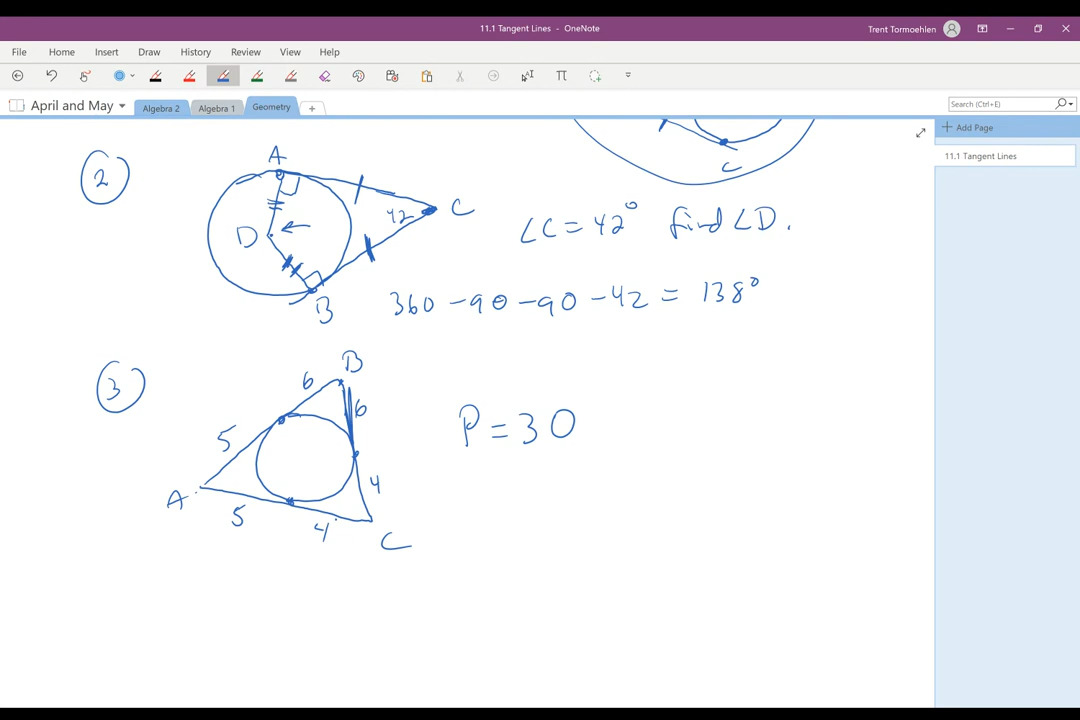 11.1 Tangent Lines - OneNote
Trent Tormoehlen
File Home Insert Draw History Review View Help
April and May
Algebra 2
Algebra 1
Geometry
Search (Ctrl+E)
Add Page
11.1 Tangent Lines
C
2
A
D
42
C
B
∠C = 42° find ∠D.
360 - 90 - 90 - 42 = 138°
3
B
6
6
5
A
5
4
4
C
P = 30